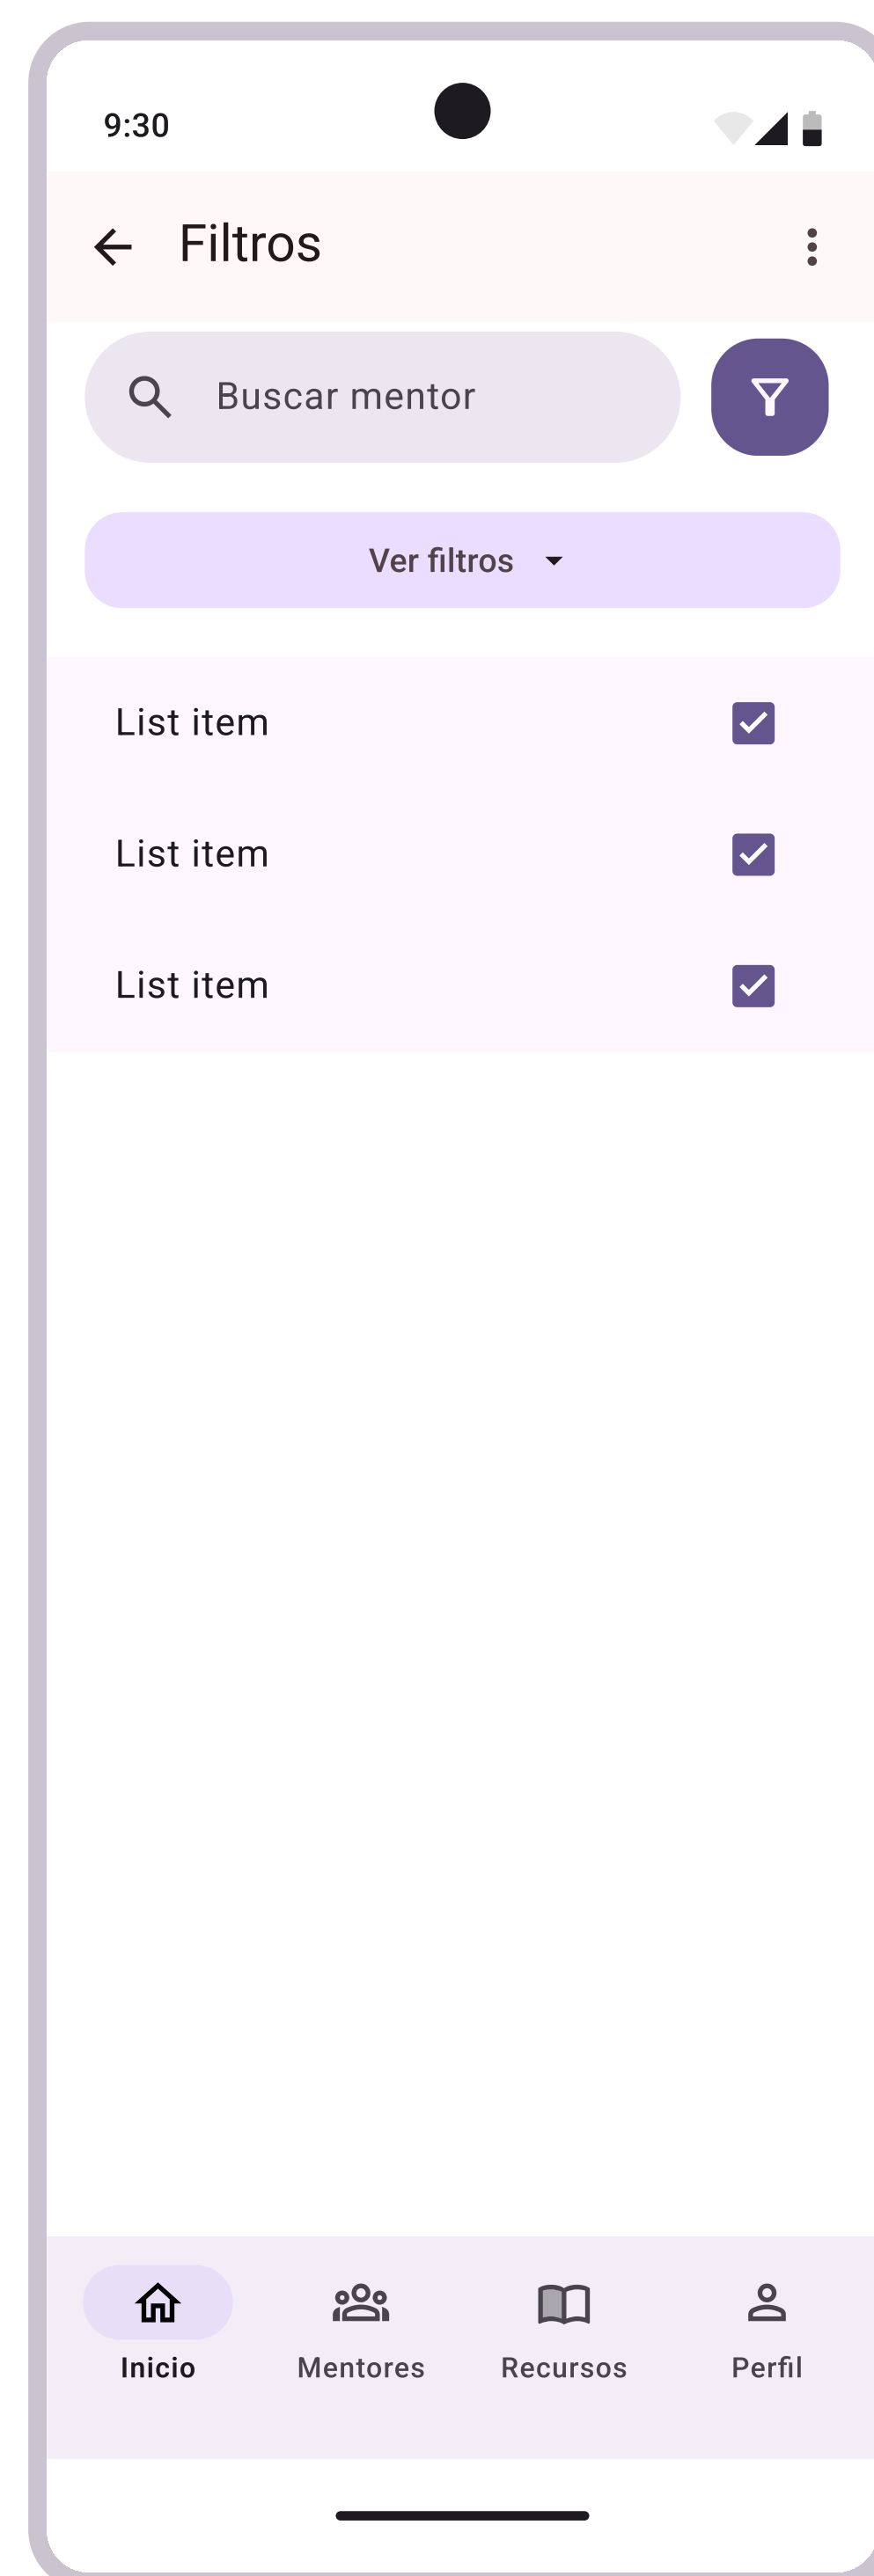 9:30
Filtros
Buscar mentor
Ver filtros
List item
List item
List item
Inicio Mentores Recursos Perfil